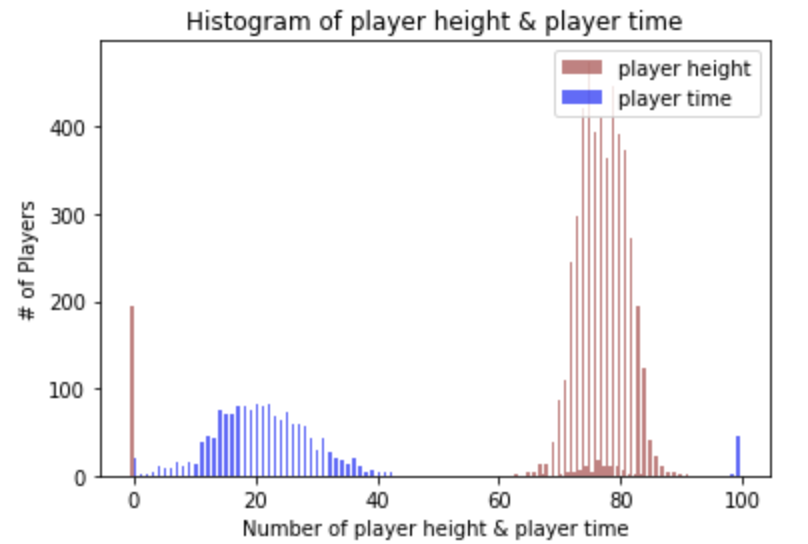 Histogram of player height & player time
player height
player time
# of Players
400
300
200
100
0
0 20 40 60 80 100
Number of player height & player time